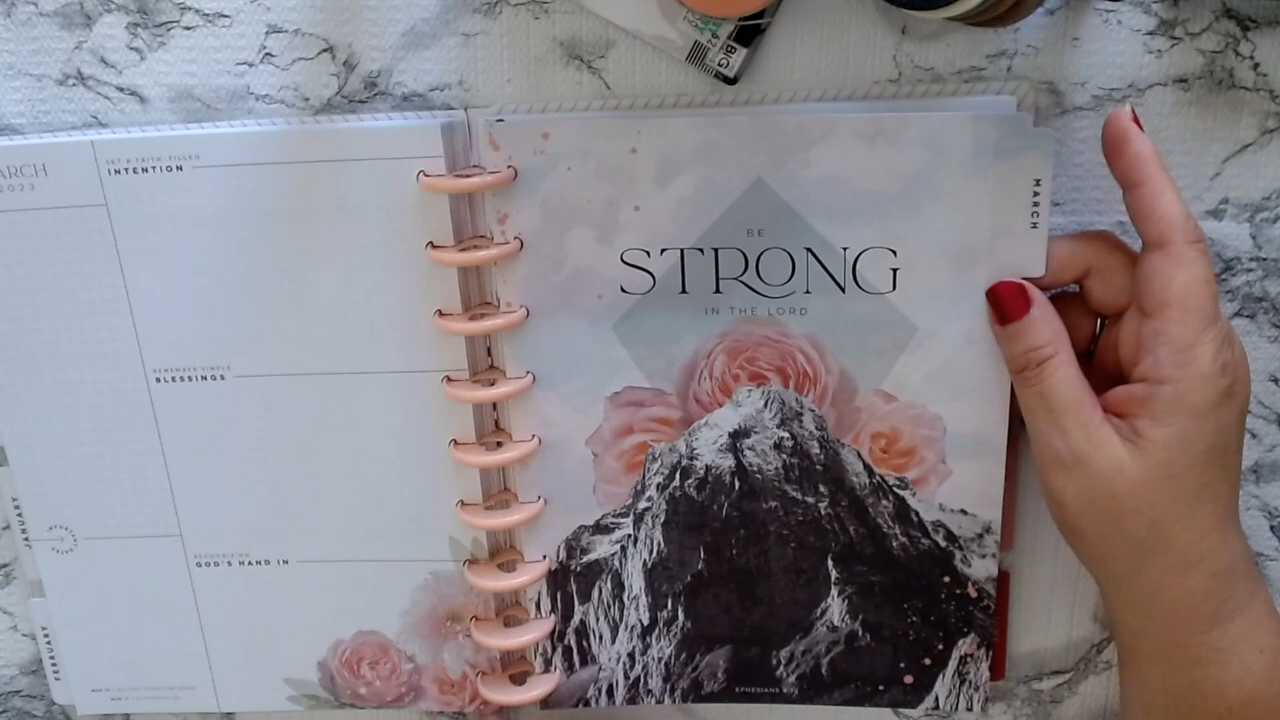 ARCH
2023
SET A FAITH-FILLED
INTENTION
REMEMBER SIMPLE
BLESSINGS
RECOGNIZING
GOD'S HAND IN
JANUARY
FEBRUARY
BE
STRONG
IN THE LORD
EPHESIANS
MARCH
BIG